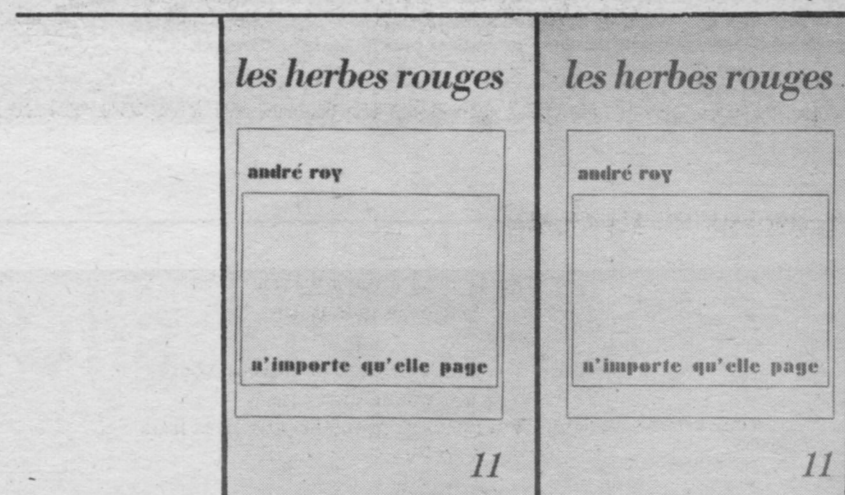 les herbes rouges
andré roy
n'importe qu'elle page
11
les herbes rouges
andré roy
n'importe qu'elle page
11